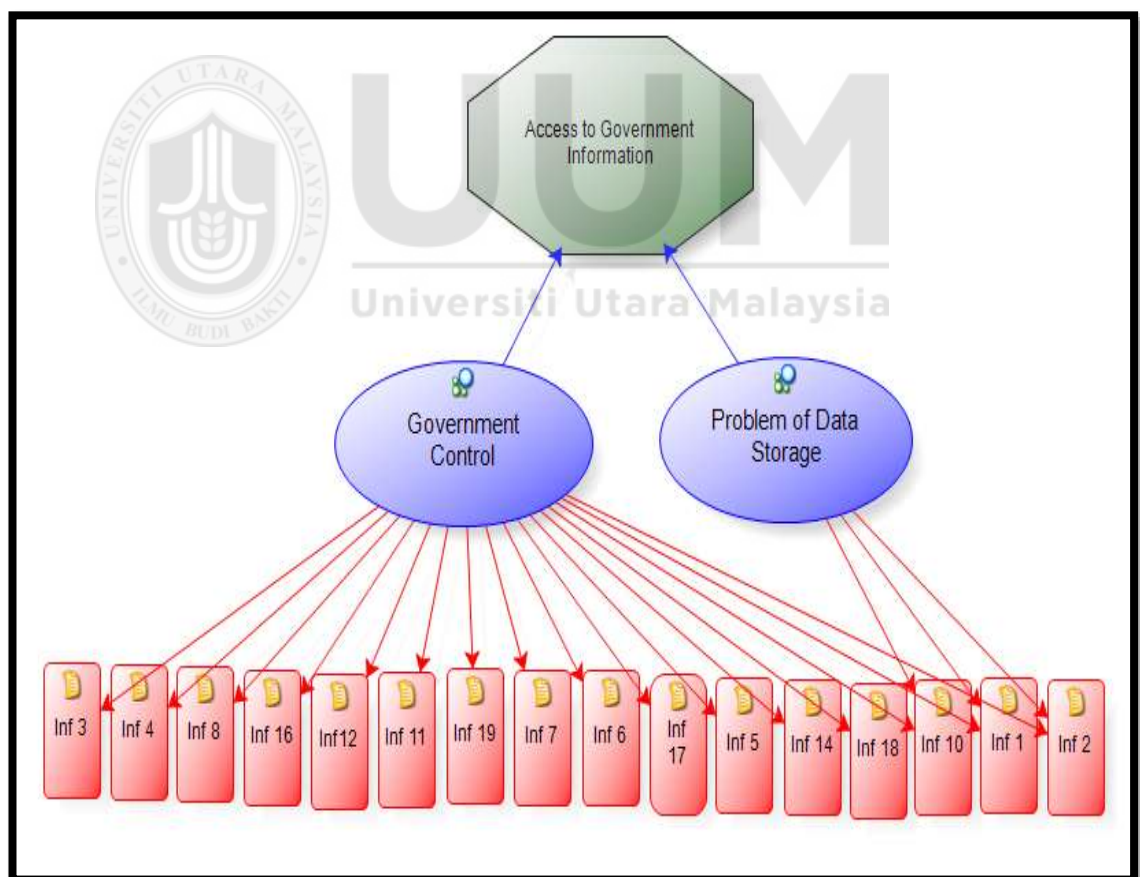 UNIVERSITI UTARA MALAYSIA
ILMU BUDI BAKTI
UUM
Universiti Utara Malaysia
Access to Government
Information
Government
Control
Problem of Data
Storage
Inf 3
Inf 4
Inf 8
Inf 16
Inf12
Inf 11
Inf 19
Inf 7
Inf 6
Inf
17
Inf 5
Inf 14
Inf 18
Inf 10
Inf 1
Inf 2